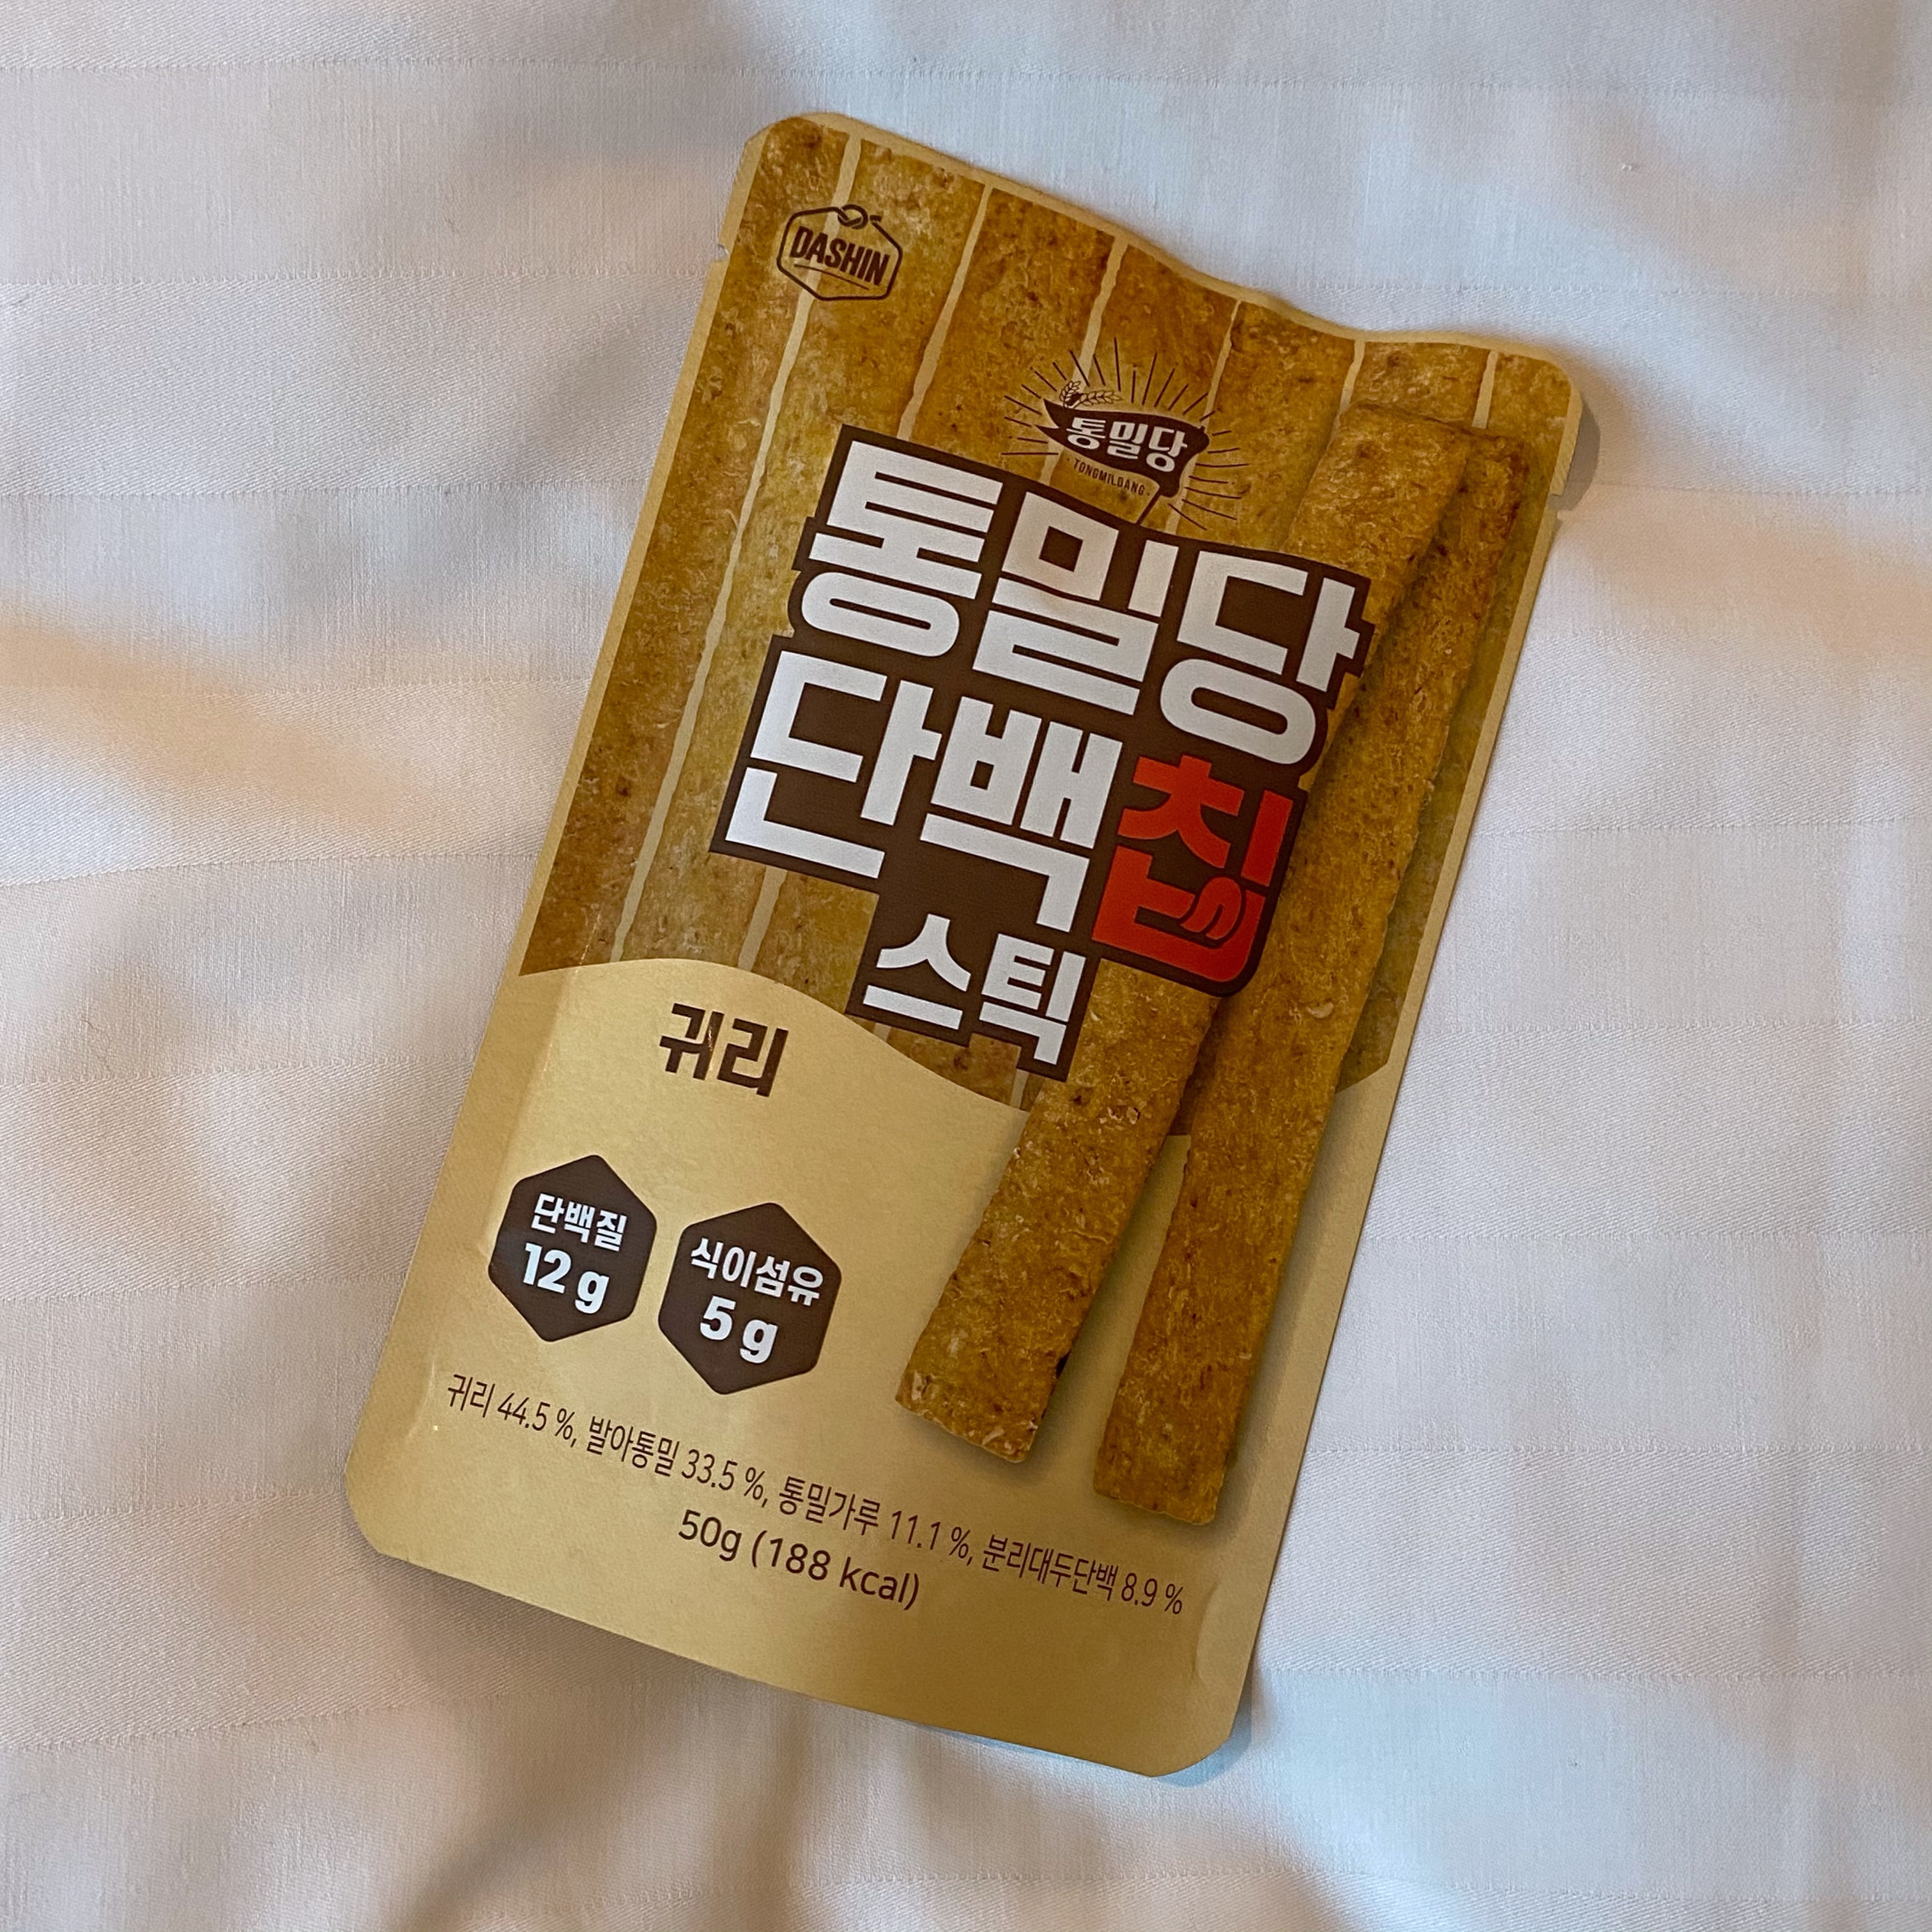 DASHIN
통밀당
TONGMILDANG
통밀당
단백칩
스틱
귀리
단백질
12 g
식이섬유
5 g
귀리 44.5 %, 발아통밀 33.5 %, 통밀가루 11.1 %, 분리대두단백 8.9 %
50g (188 kcal)